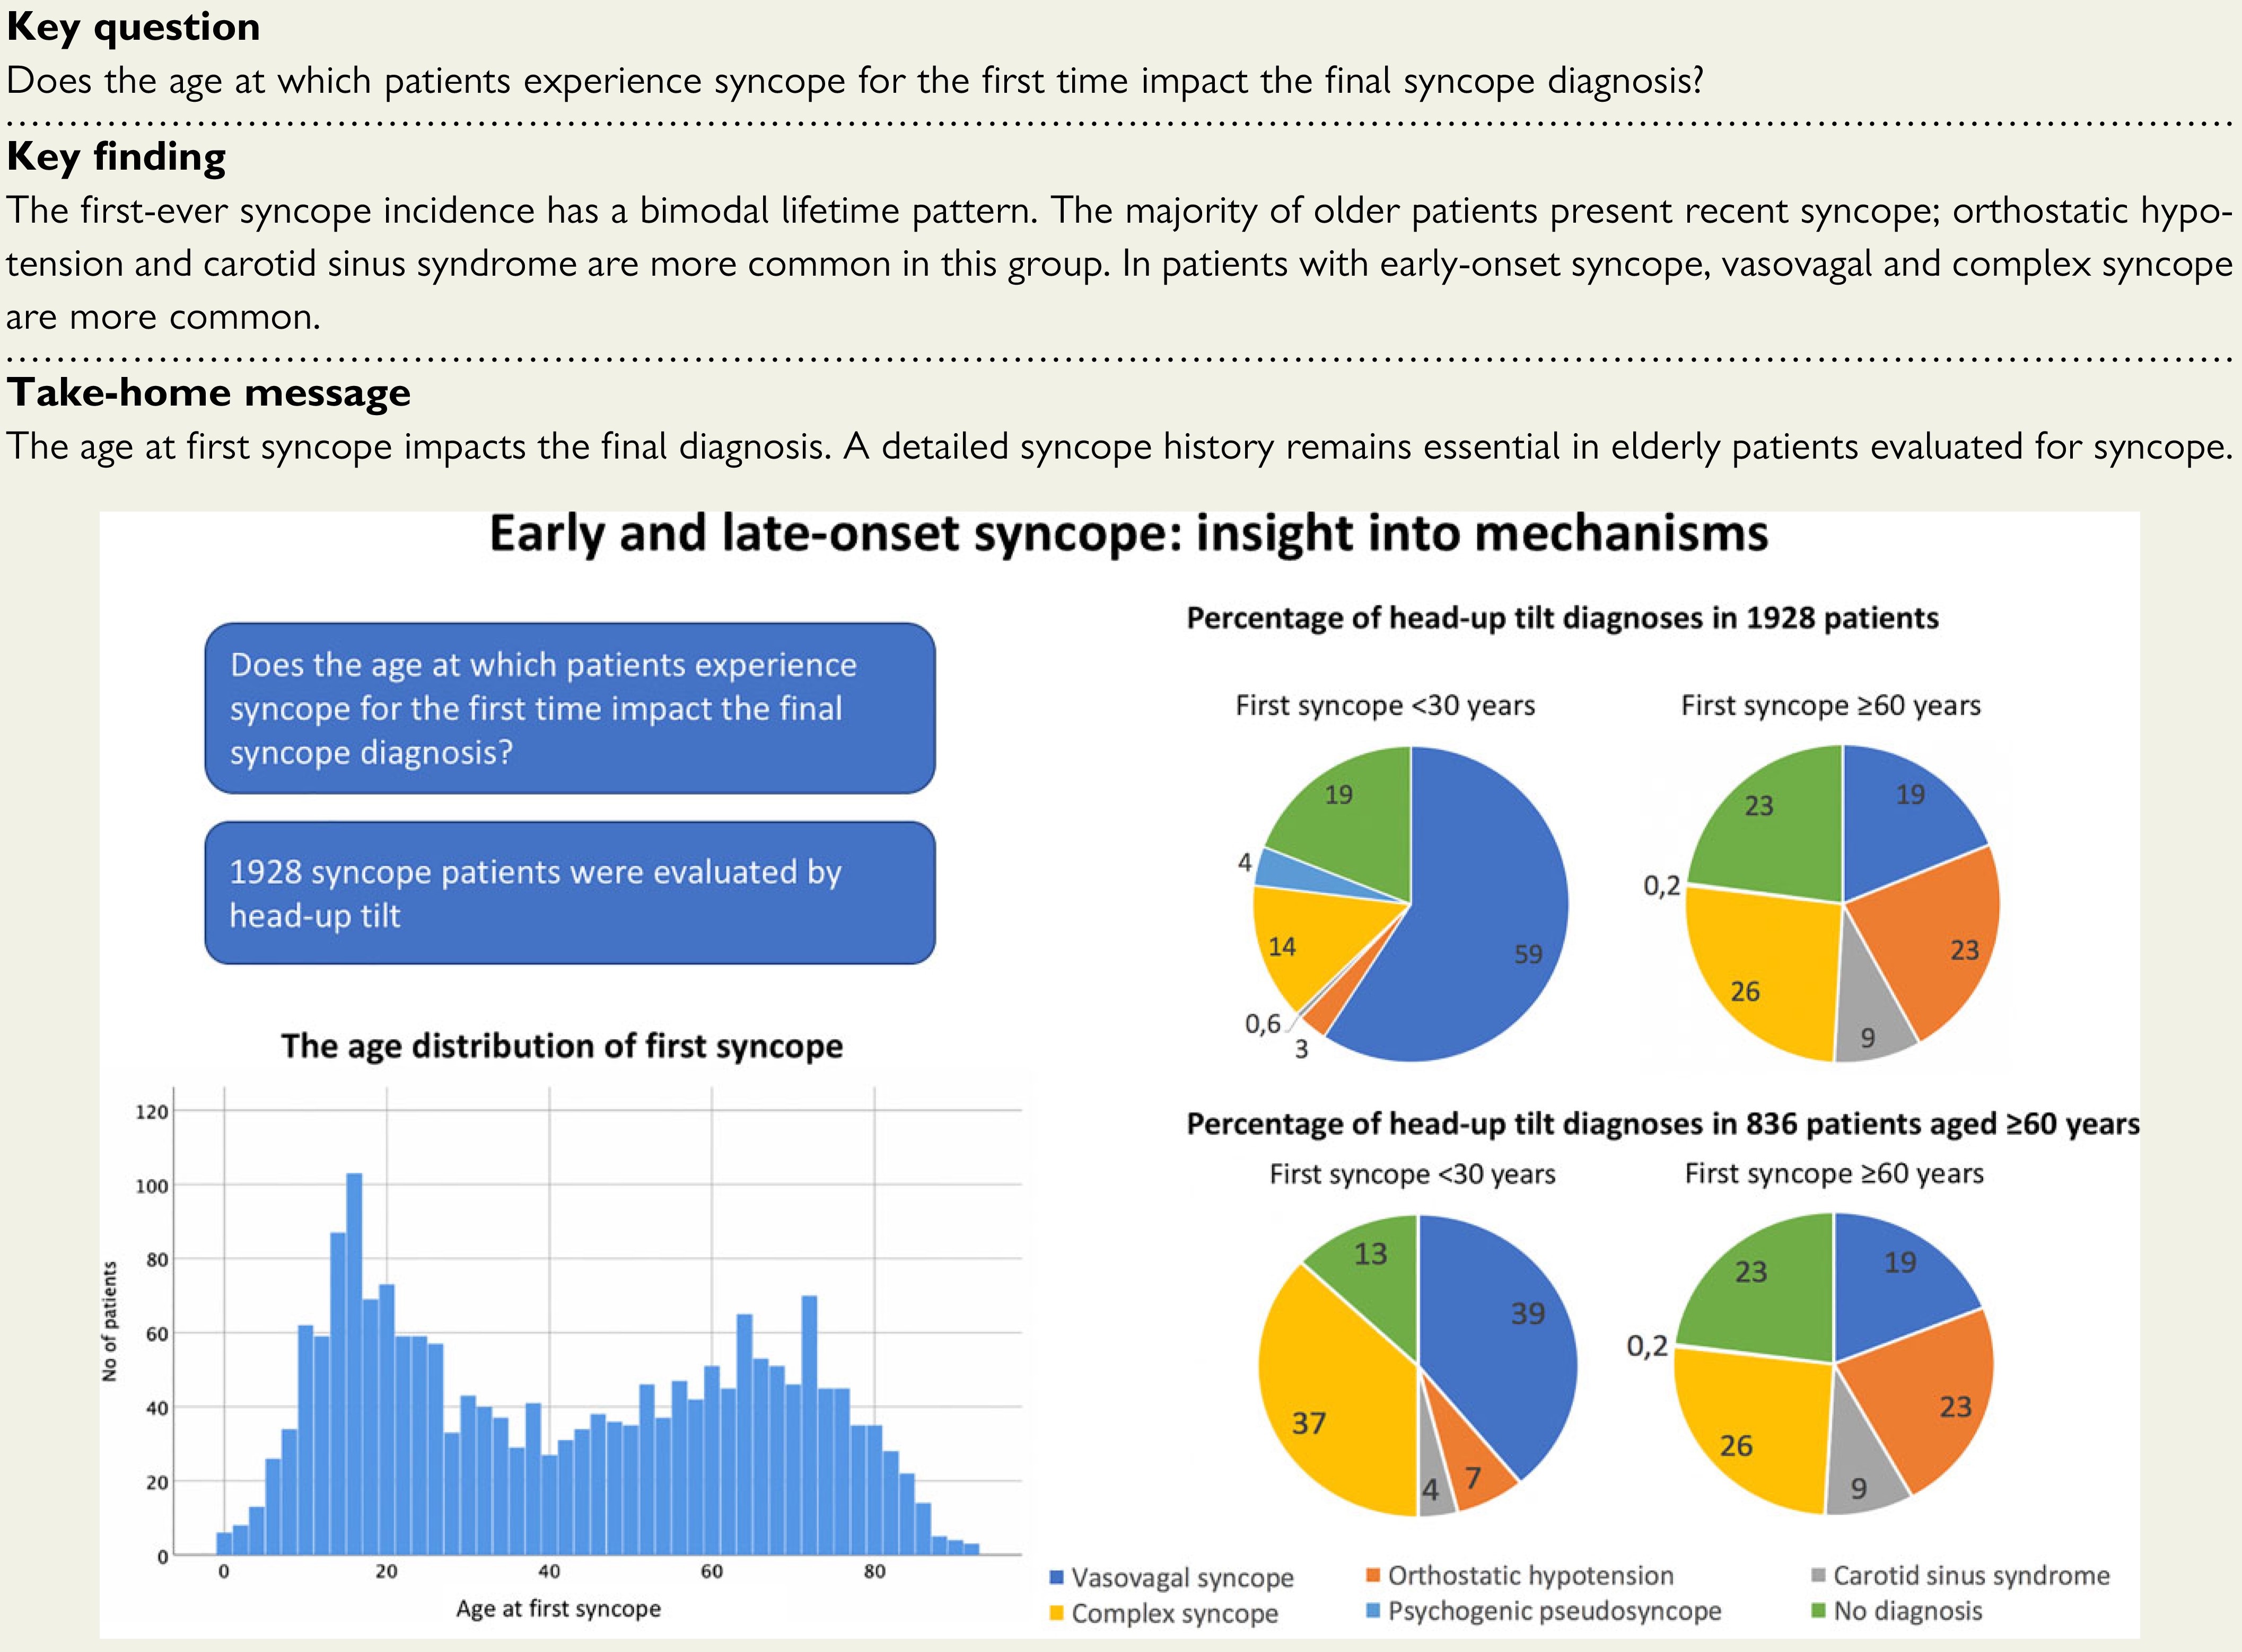 Key question
Does the age at which patients experience syncope for the first time impact the final syncope diagnosis?
Key finding
The first-ever syncope incidence has a bimodal lifetime pattern. The majority of older patients present recent syncope; orthostatic hypo-
tension and carotid sinus syndrome are more common in this group. In patients with early-onset syncope, vasovagal and complex syncope
are more common.
Take-home message
The age at first syncope impacts the final diagnosis. A detailed syncope history remains essential in elderly patients evaluated for syncope.
Early and late-onset syncope: insight into mechanisms
Does the age at which patients experience
syncope for the first time impact the final
syncope diagnosis?
1928 syncope patients were evaluated by
head-up tilt
The age distribution of first syncope
No of patients
120
100
80
60
40
20
0
0 20 40 60 80
Age at first syncope
Percentage of head-up tilt diagnoses in 1928 patients
First syncope <30 years
19
4
14
0,6
3
59
First syncope ≥60 years
23
19
0,2
23
26
9
Percentage of head-up tilt diagnoses in 836 patients aged ≥60 years
First syncope <30 years
13
39
37
4
7
First syncope ≥60 years
23
19
0,2
23
26
9
Vasovagal syncope
Orthostatic hypotension
Carotid sinus syndrome
Complex syncope
Psychogenic pseudosyncope
No diagnosis